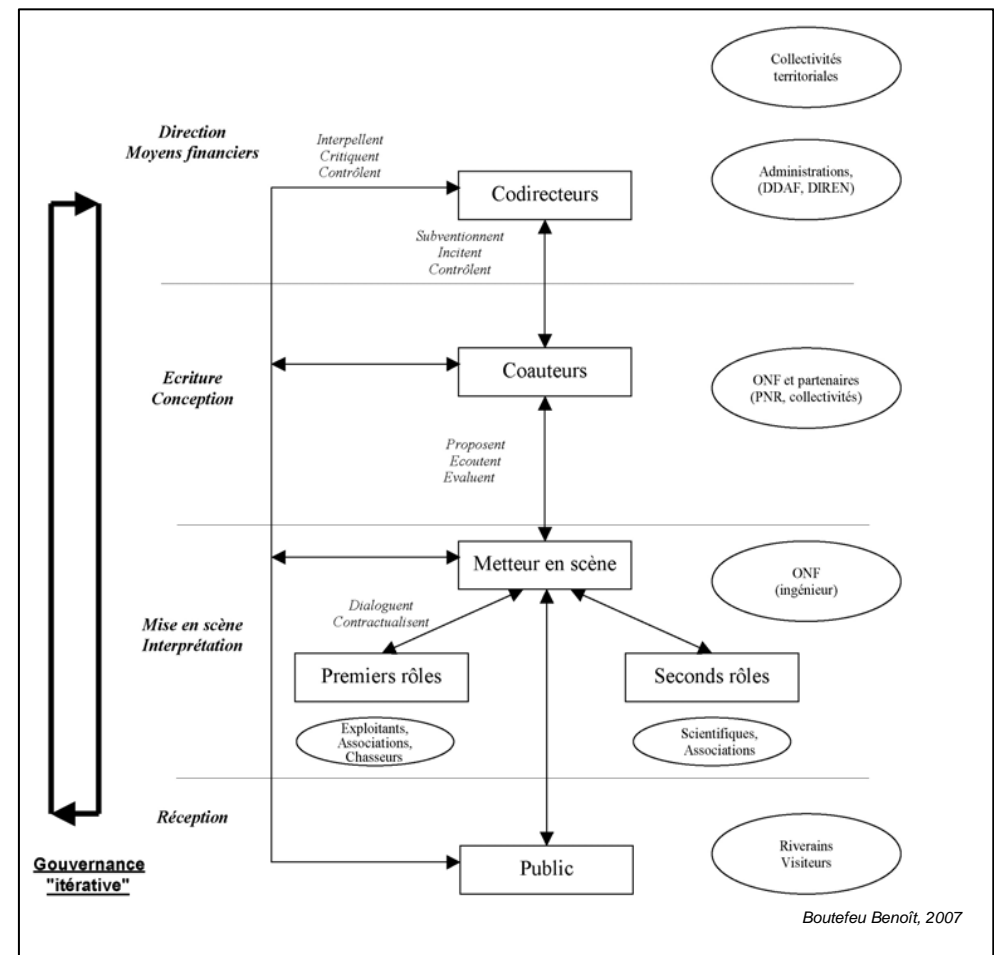 Collectivités
territoriales
Direction
Moyens financiers
Interpellent
Critiquent
Contrôlent
Administrations,
(DDAF, DIREN)
Codirecteurs
Subventionnent
Incitent
Contrôlent
Ecriture
Conception
Coauteurs
ONF et partenaires
(PNR, collectivités)
Proposent
Ecoutent
Evaluent
Metteur en scène
ONF
(ingénieur)
Dialoguent
Contractualisent
Mise en scène
Interprétation
Premiers rôles
Seconds rôles
Exploitants,
Associations,
Chasseurs
Scientifiques,
Associations
Réception
Public
Riverains
Visiteurs
Gouvernance
"itérative"
Boutefeu Benoît, 2007